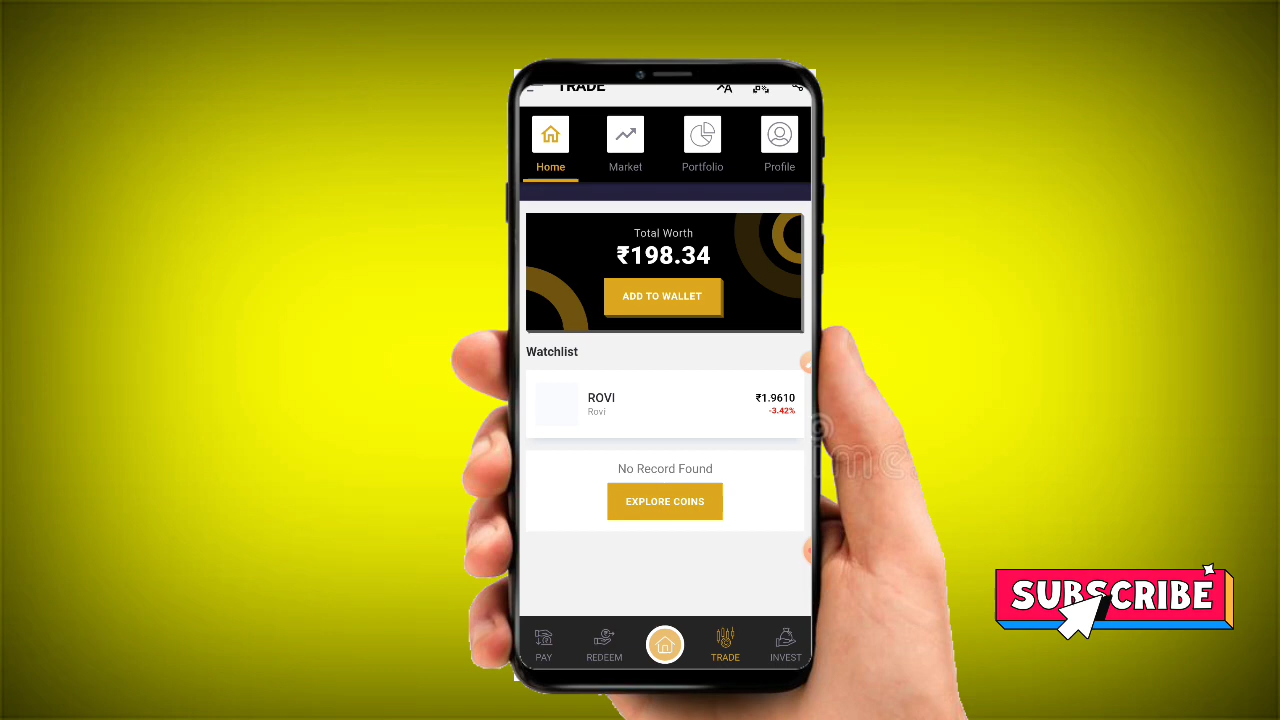 TRADE
Home
Market
Portfolio
Profile
Total Worth
₹198.34
ADD TO WALLET
Watchlist
ROVI
₹1.9610
Rovi
-3.42%
No Record Found
EXPLORE COINS
PAY
REDEEM
TRADE
INVEST
SUBSCRIBE